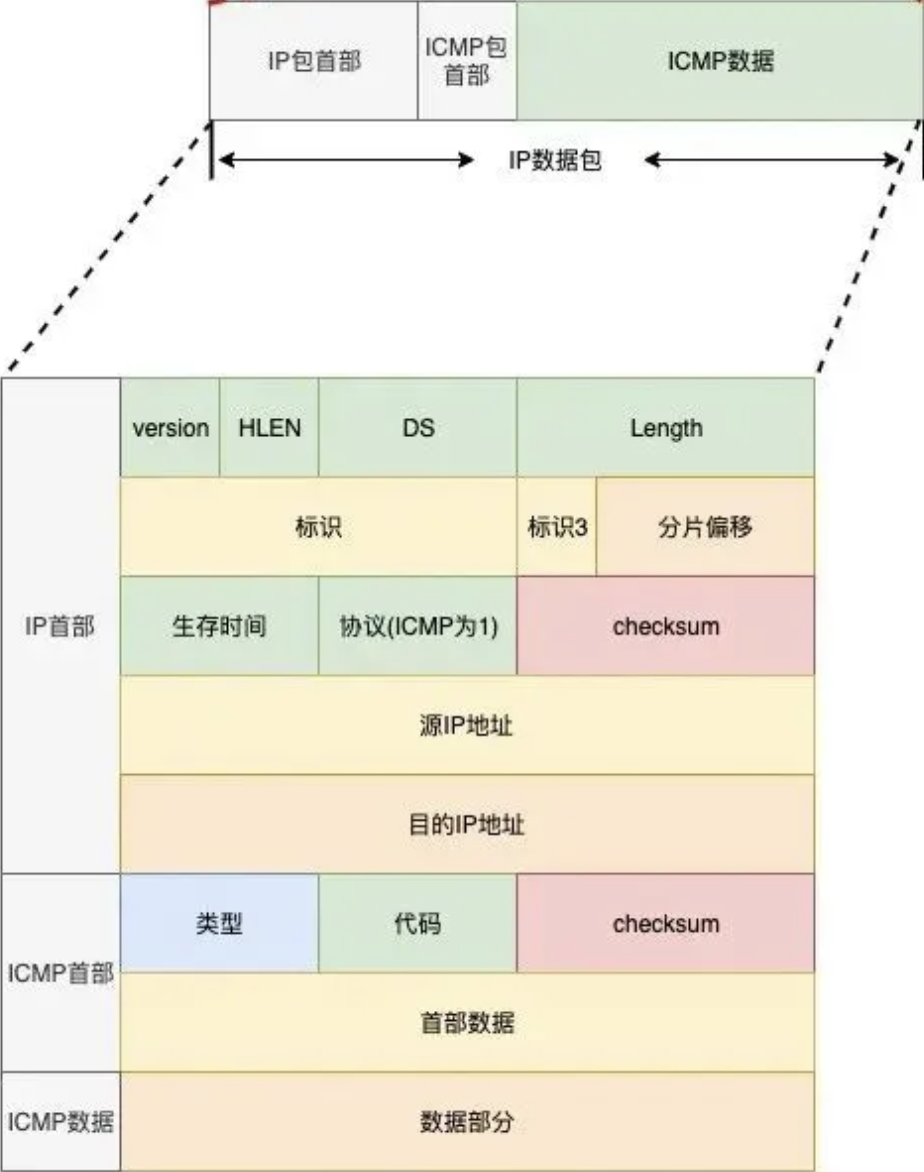 IP包首部
ICMP包
首部
ICMP数据
IP数据包
version
HLEN
DS
Length
标识
标识3
分片偏移
IP首部
生存时间
协议(ICMP为1)
checksum
源IP地址
目的IP地址
ICMP首部
类型
代码
checksum
首部数据
ICMP数据
数据部分